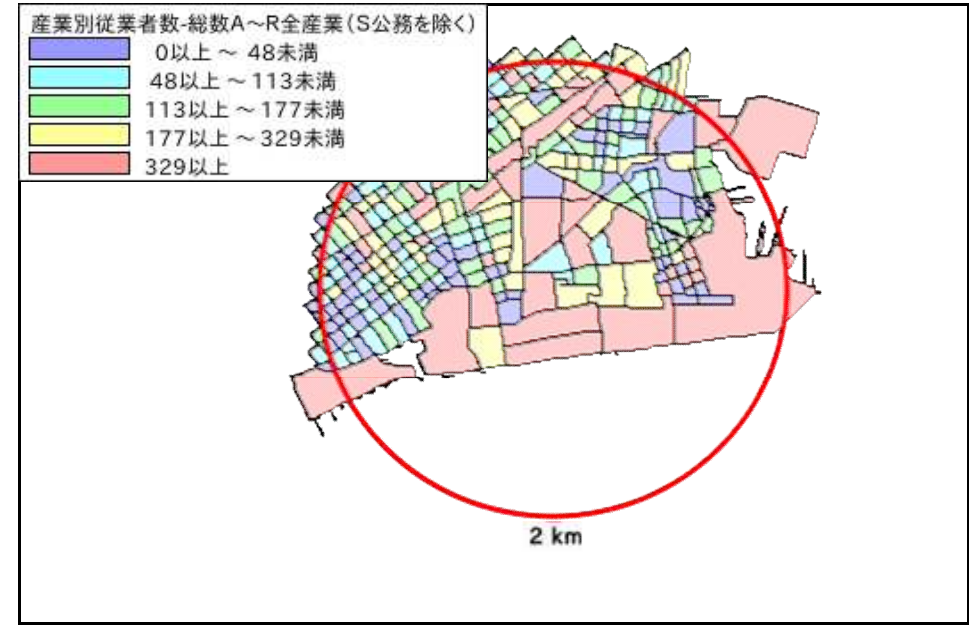 産業別従業者数-総数A～R全産業(S公務を除く)
0以上 ～ 48未満
48以上 ～ 113未満
113以上 ～ 177未満
177以上 ～ 329未満
329以上
2 km